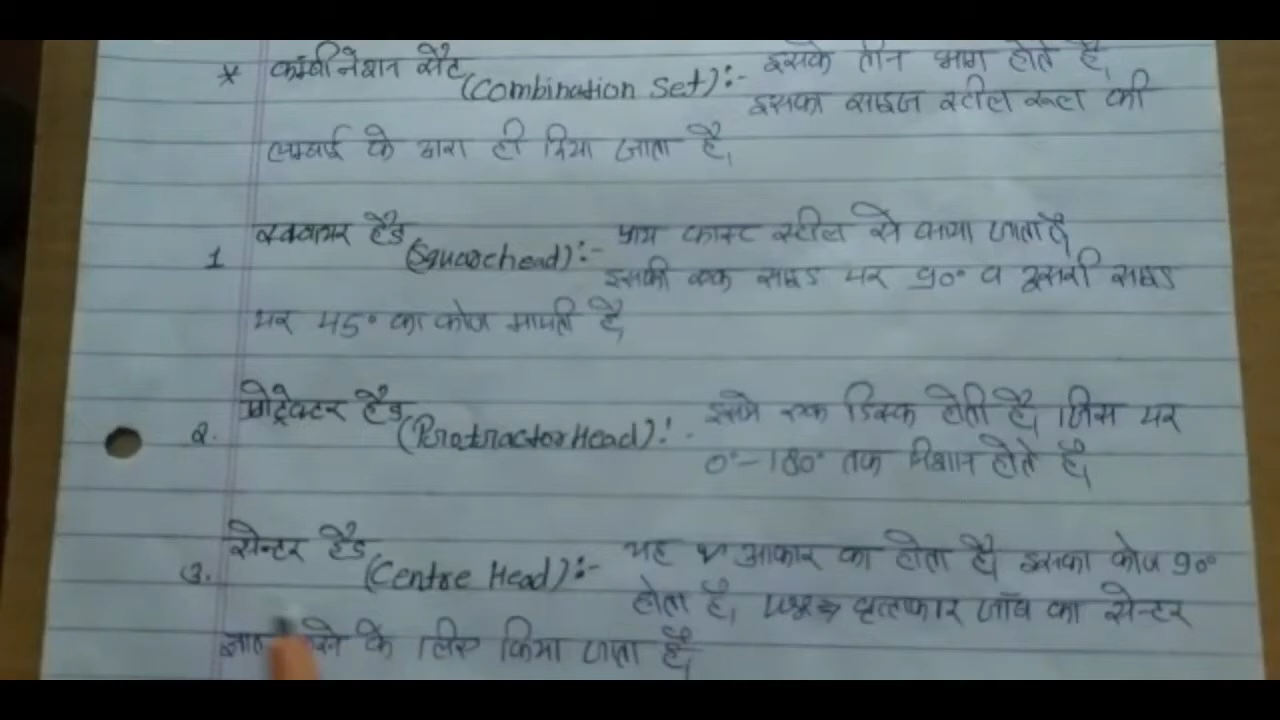 * कॉम्बीनेशन सैट (Combination Set):- इसके तीन भाग होते है,
इसका साइज स्टील रूल की
लम्बाई के द्वारा ही दिया जाता है,
1 स्क्वायर हैड (Squarehead):- प्राय कास्ट स्टील से बनाया जाता है
इसकी एक साइड पर 90° व दूसरी साइड
पर 45° का कोण मापती है
2. प्रोट्रेक्टर हैड (Protractor Head):- इसमे एक डिस्क होती है, जिस पर
0°-180° तक निशान होते है,
3. सेन्टर हैड (Centre Head):- यह V आकार का होता है इसका कोण 90°
होता है, वृत्ताकार जॉब का सेन्टर
के लिए किया जाता है